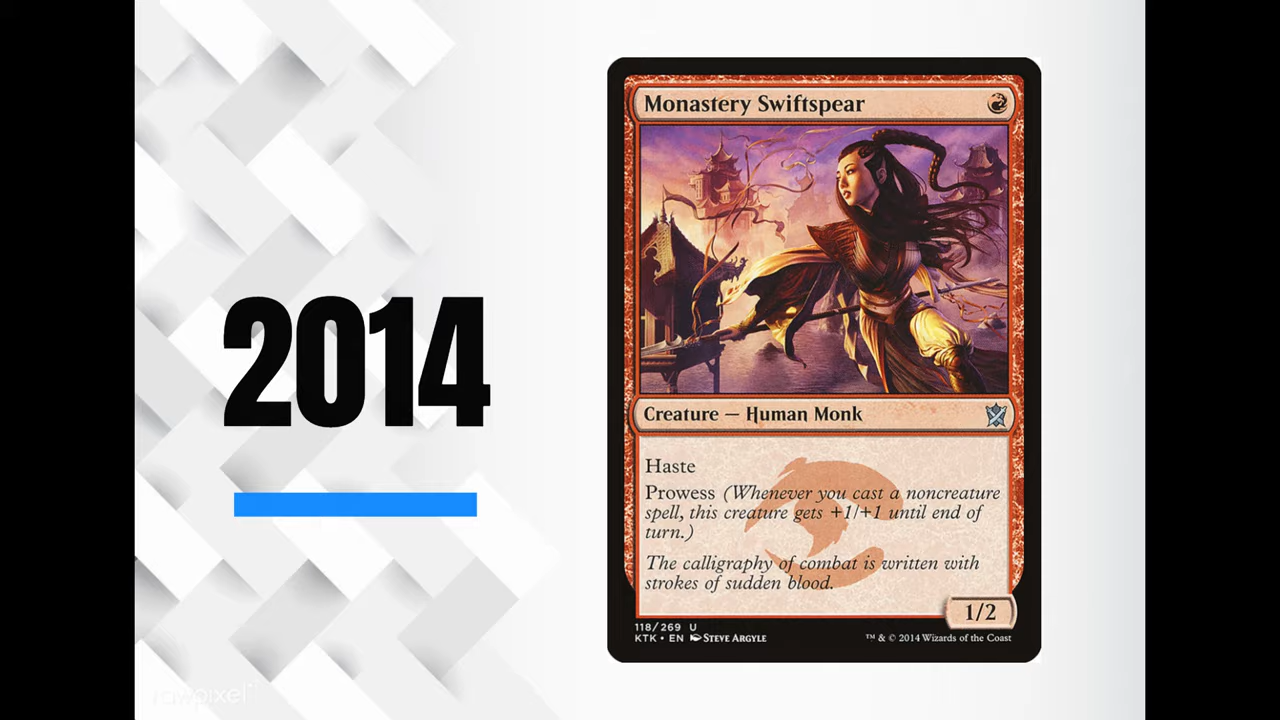 2014
Monastery Swiftspear
Creature — Human Monk
Haste
Prowess (Whenever you cast a noncreature
spell, this creature gets +1/+1 until end of
turn.)
The calligraphy of combat is written with
strokes of sudden blood.
1/2
118/269 U
KTK • EN Steve Argyle
™ & © 2014 Wizards of the Coast
rawpixel